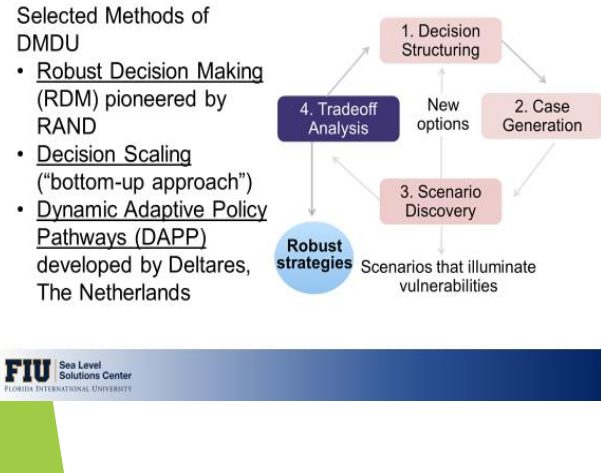 Selected Methods of
DMDU
• Robust Decision Making
(RDM) pioneered by
RAND
• Decision Scaling
(“bottom-up approach”)
• Dynamic Adaptive Policy
Pathways (DAPP)
developed by Deltares,
The Netherlands
1. Decision
Structuring
2. Case
Generation
New
options
4. Tradeoff
Analysis
3. Scenario
Discovery
Robust
strategies
Scenarios that illuminate
vulnerabilities
FIU
Sea Level
Solutions Center
FLORIDA INTERNATIONAL UNIVERSITY